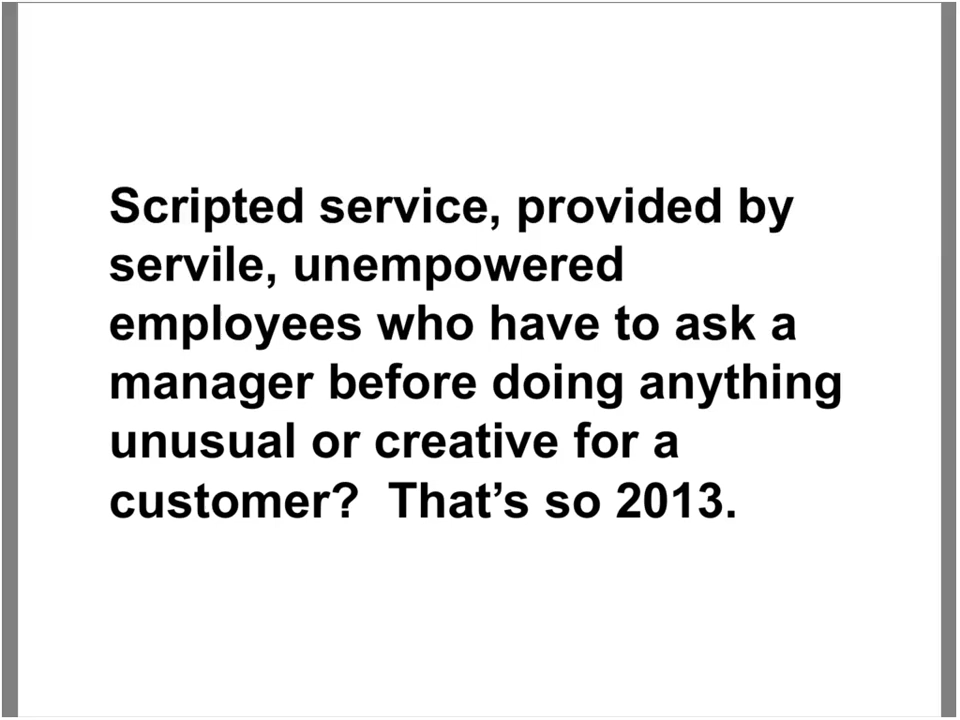 Scripted service, provided by
servile, unempowered
employees who have to ask a
manager before doing anything
unusual or creative for a
customer?  That’s so 2013.